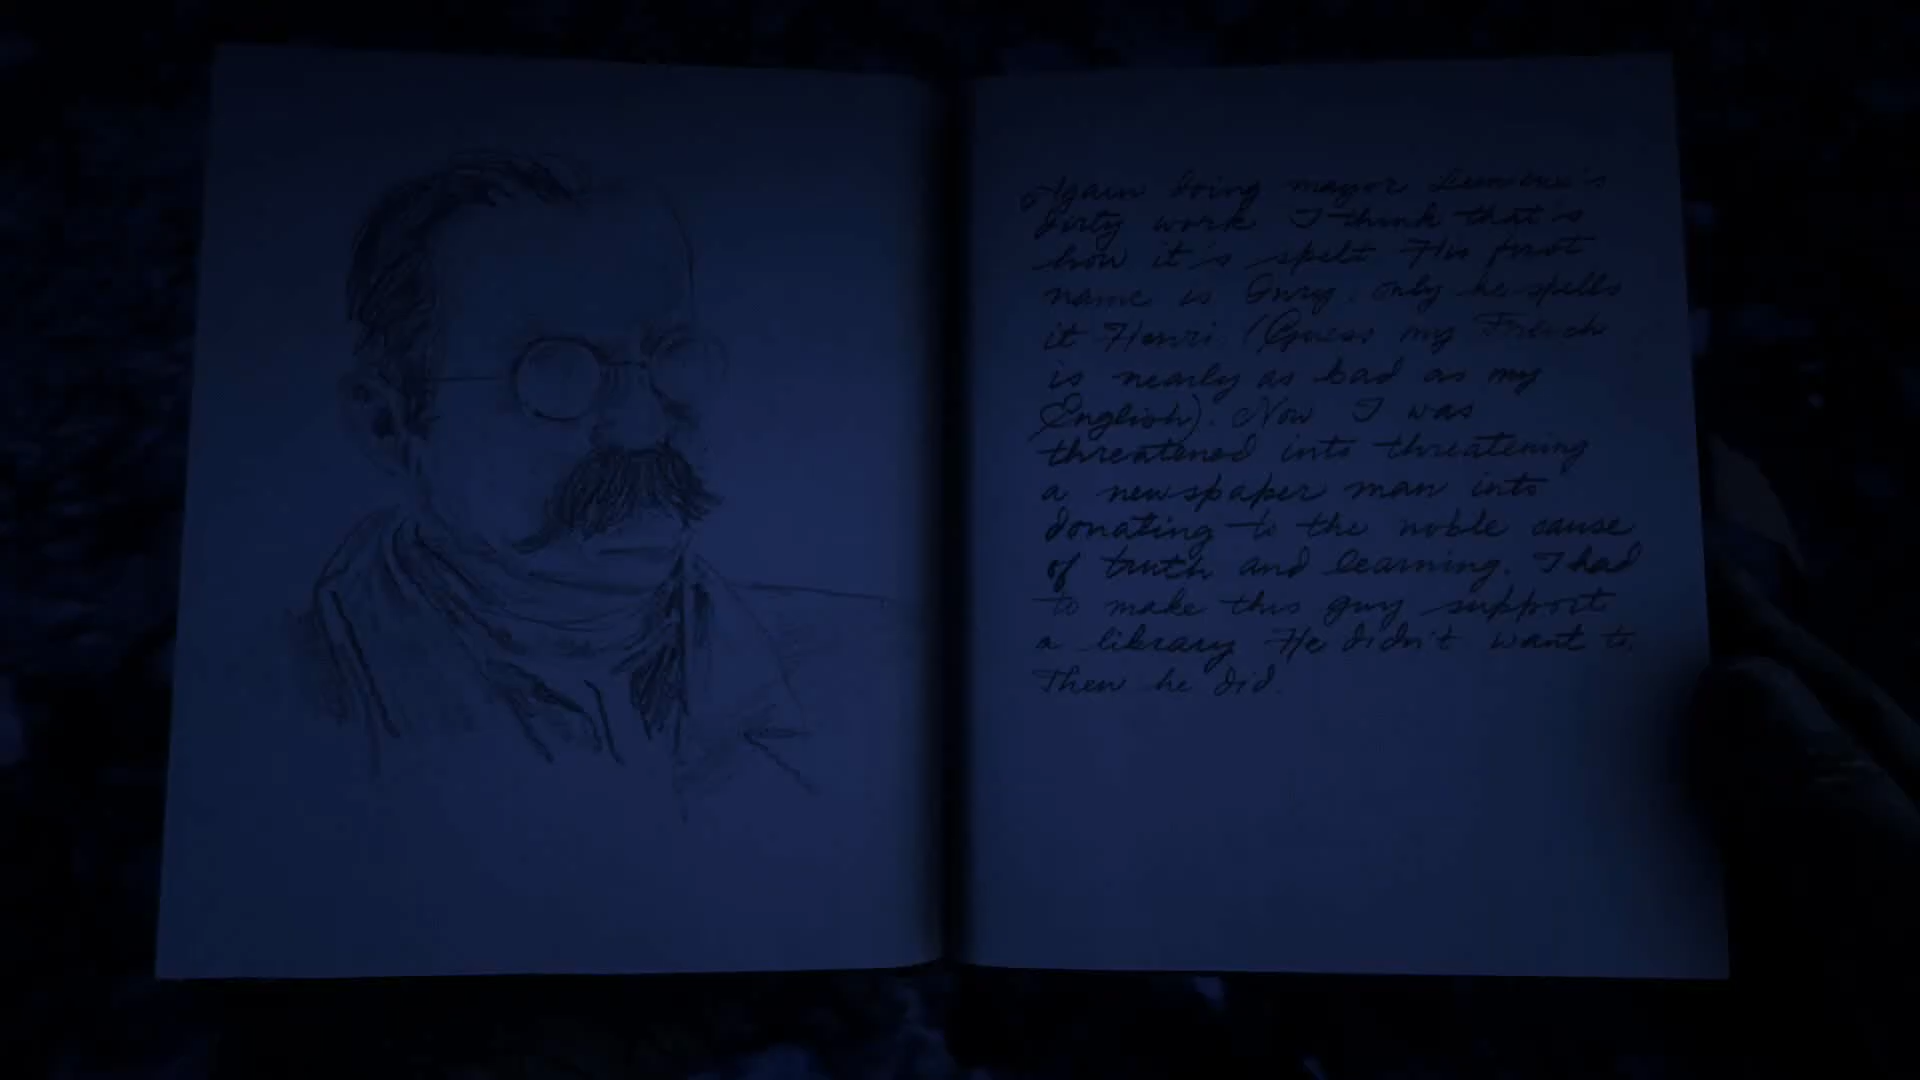 Again doing mayor Lemieux's
dirty work I think that's
how it's spelt His first
name is Onry, only he spells
it Henri (Guess my French
is nearly as bad as my
English). Now I was
threatened into threatening
a newspaper man into
donating to the noble cause
of truth and learning. I had
to make this guy support
a library He didn't want to.
Then he did.